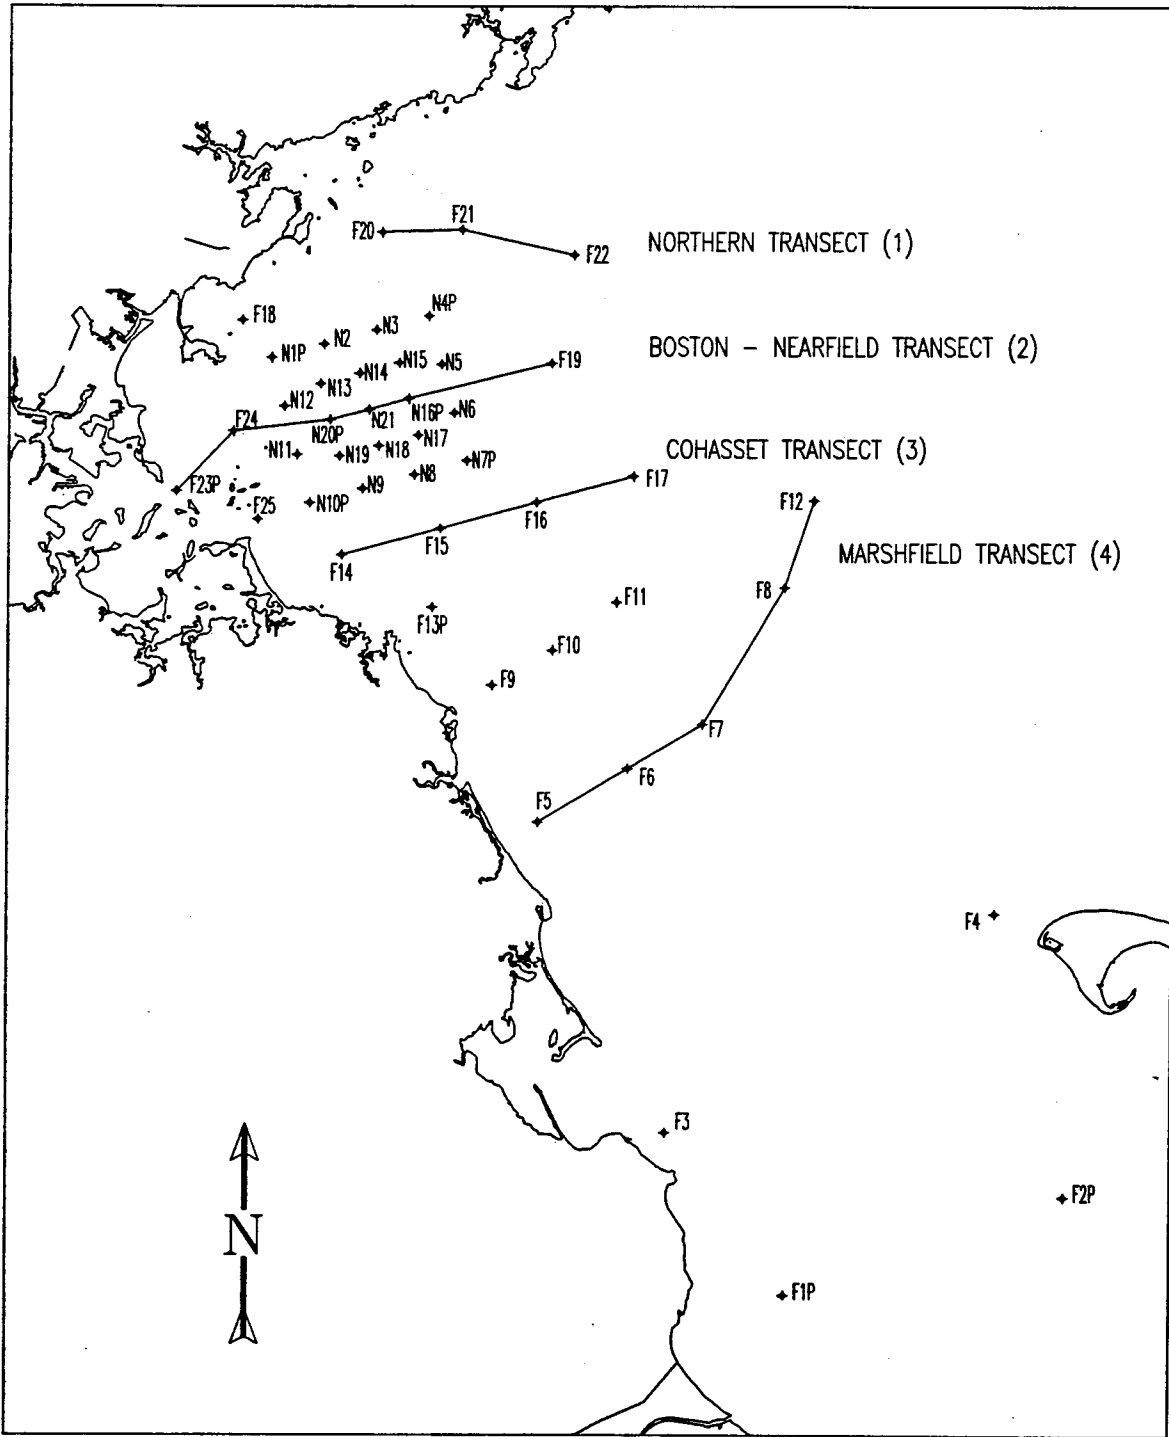 F21
F20
F22
NORTHERN TRANSECT (1)
N4P
F18
N3
N2
BOSTON – NEARFIELD TRANSECT (2)
N1P
N15
N5
F19
N14
N13
N12
N16P
N6
F24
N21
N20P
N17
N11
N19
N18
COHASSET TRANSECT (3)
N7P
N8
F17
F23P
N9
F12
F25
N10P
F16
F15
MARSHFIELD TRANSECT (4)
F14
F8
F11
F13P
F10
F9
F7
F6
F5
F4
F3
F2P
N
F1P